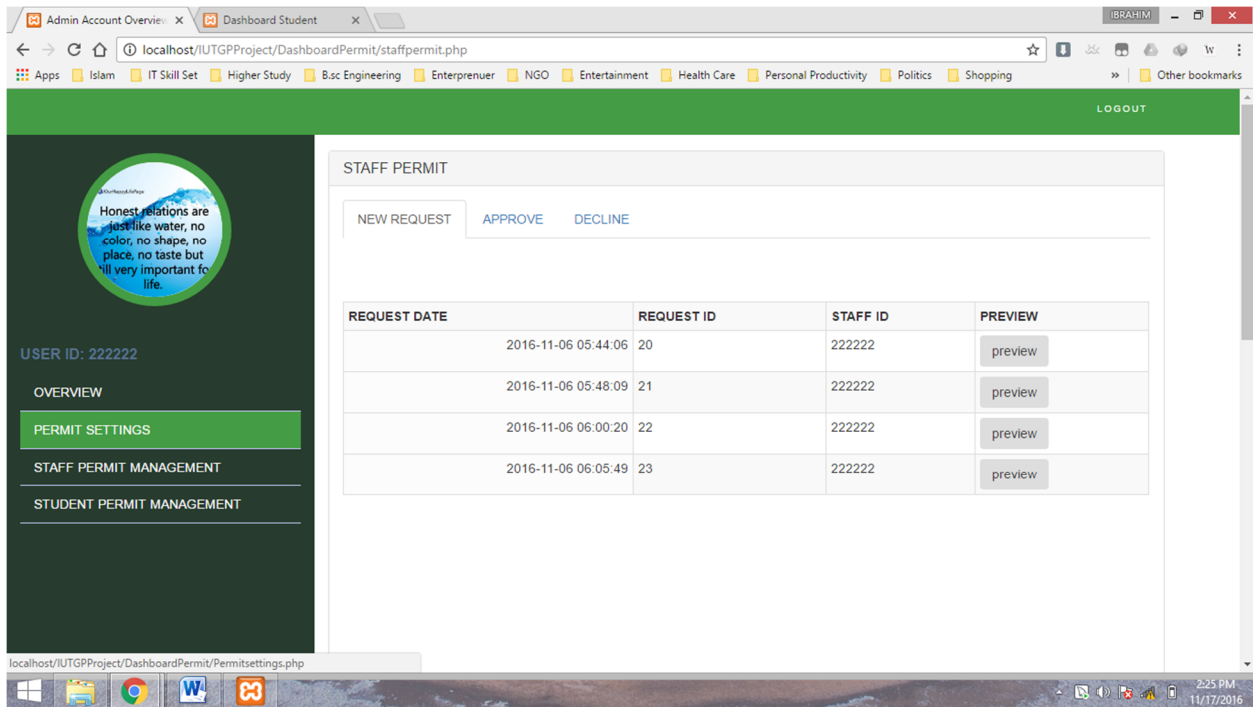 Admin Account Overview
Dashboard Student
IBRAHIM
localhost/IUTGPProject/DashboardPermit/staffpermit.php
W
Apps Islam IT Skill Set Higher Study B.sc Engineering Enterprenuer NGO Entertainment Health Care Personal Productivity Politics Shopping » Other bookmarks
LOGOUT
Honest relations are
just like water, no
color, no shape, no
place, no taste but
till very important fo
life.
USER ID: 222222
OVERVIEW
PERMIT SETTINGS
STAFF PERMIT MANAGEMENT
STUDENT PERMIT MANAGEMENT
STAFF PERMIT
NEW REQUEST APPROVE DECLINE
REQUEST DATE REQUEST ID STAFF ID PREVIEW
2016-11-06 05:44:06 20 222222 preview
2016-11-06 05:48:09 21 222222 preview
2016-11-06 06:00:20 22 222222 preview
2016-11-06 06:05:49 23 222222 preview
localhost/IUTGPProject/DashboardPermit/Permitsettings.php
2:25 PM
11/17/2016